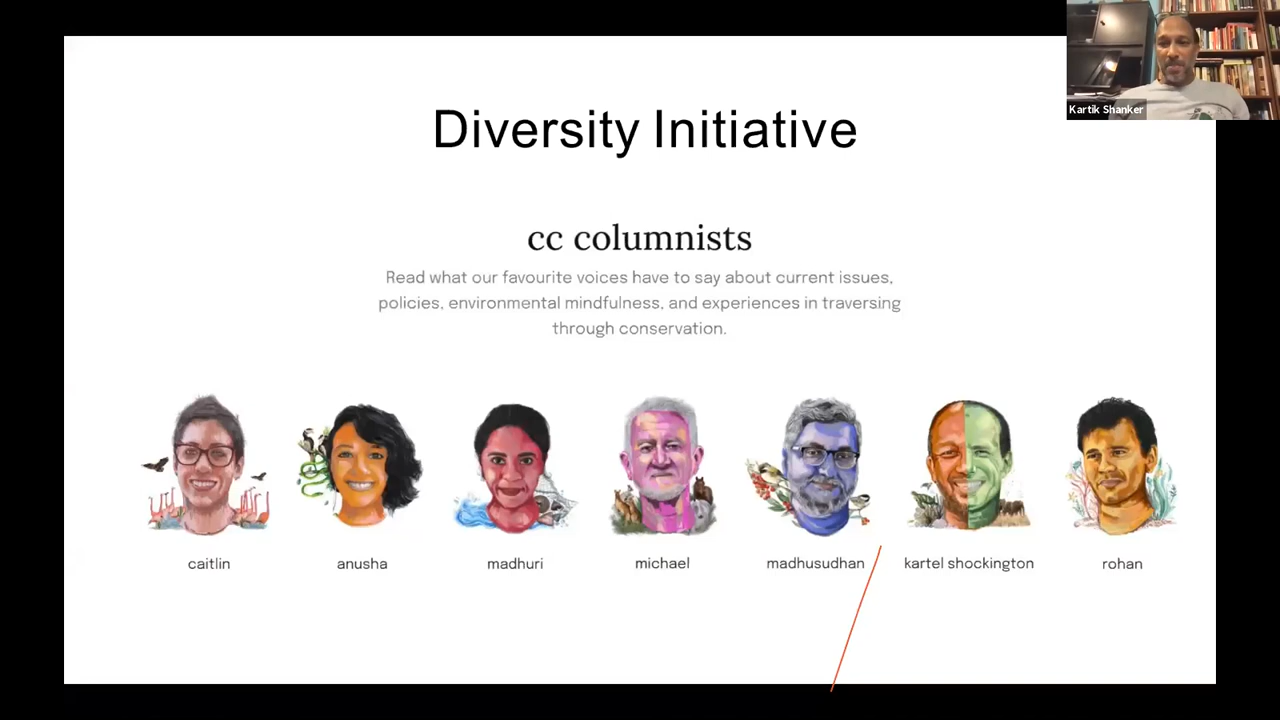 Kartik Shanker
Diversity Initiative
cc columnists
Read what our favourite voices have to say about current issues,
policies, environmental mindfulness, and experiences in traversing
through conservation.
caitlin anusha madhuri michael madhusudhan kartel shockington rohan